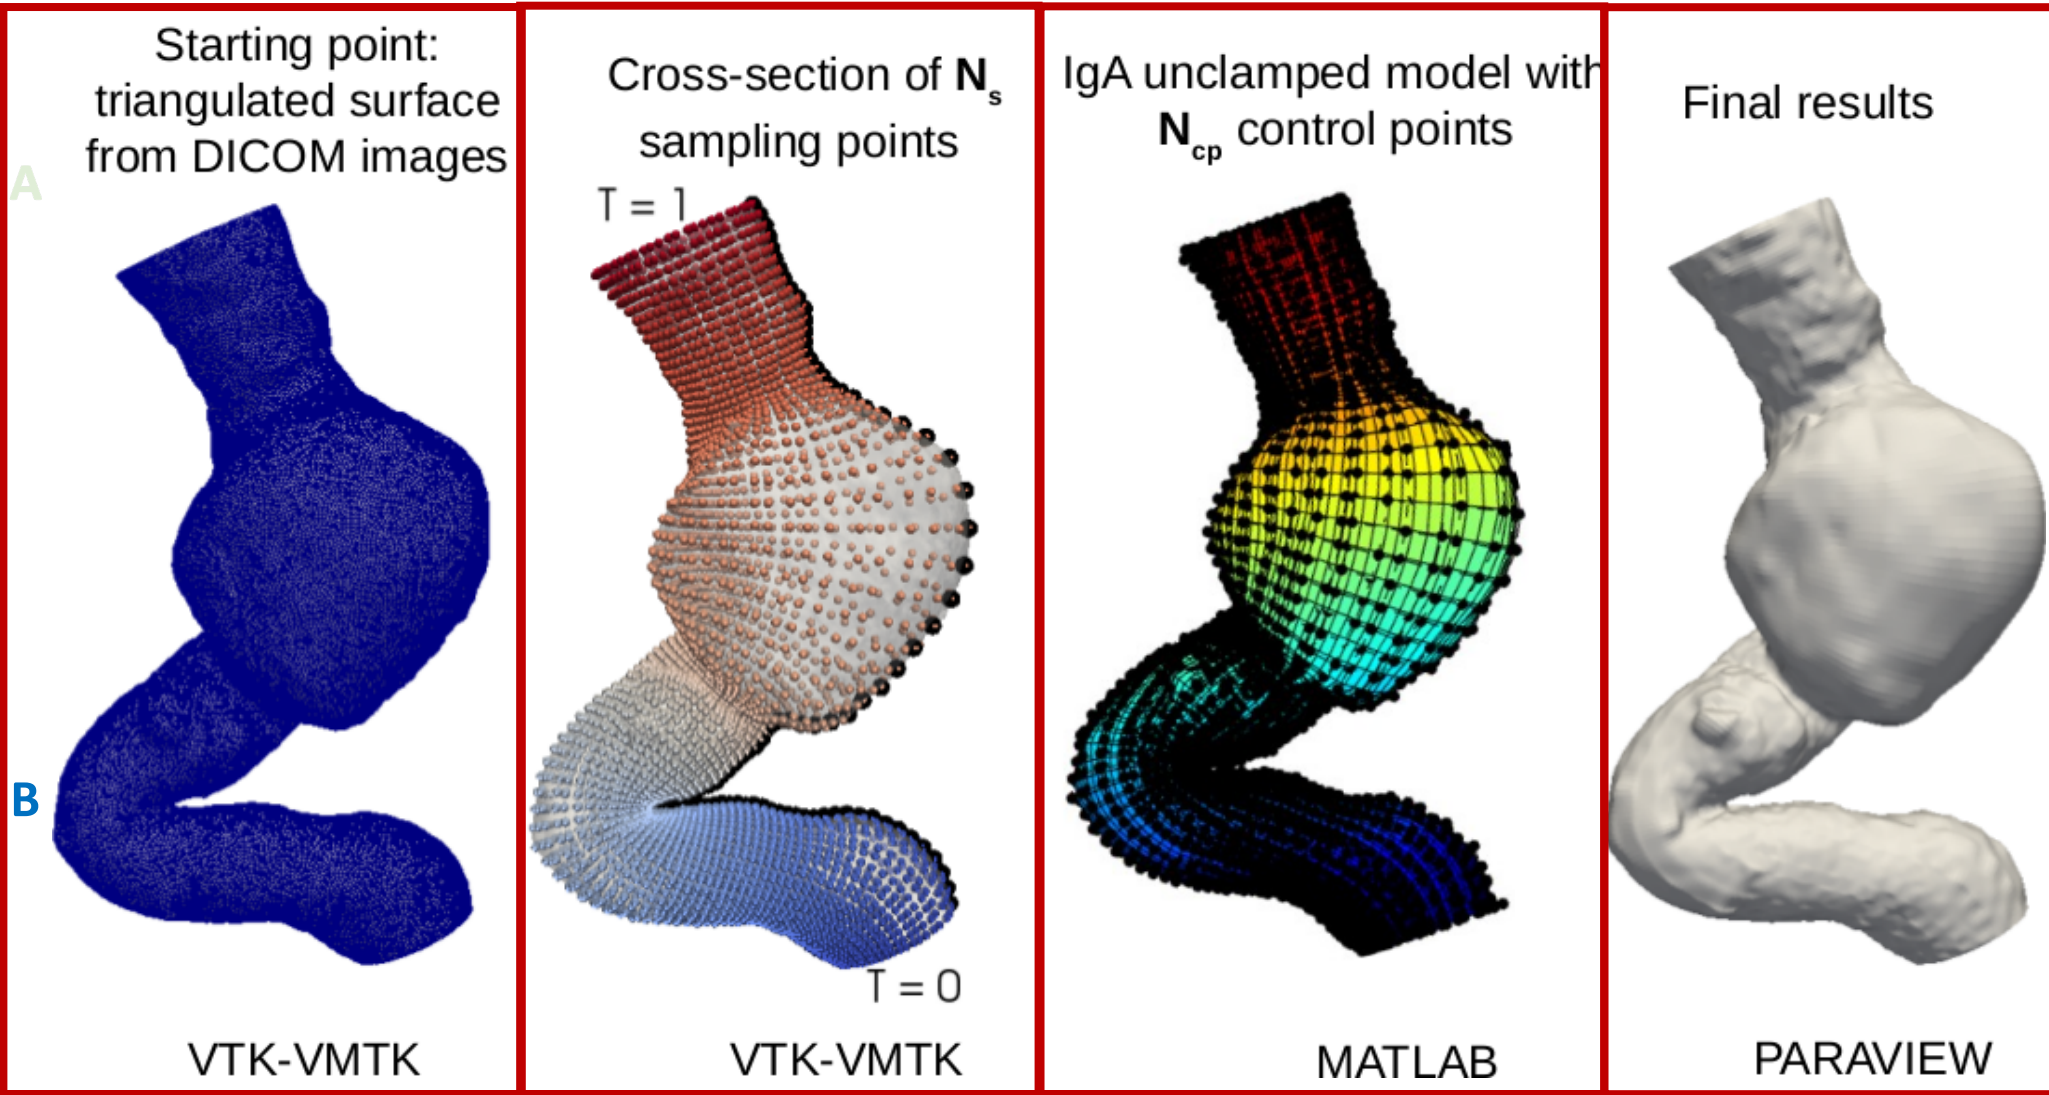 Starting point:
triangulated surface
from DICOM images
A
B
VTK-VMTK
Cross-section of Ns
sampling points
T = 1
T = 0
VTK-VMTK
IgA unclamped model with
Ncp control points
MATLAB
Final results
PARAVIEW